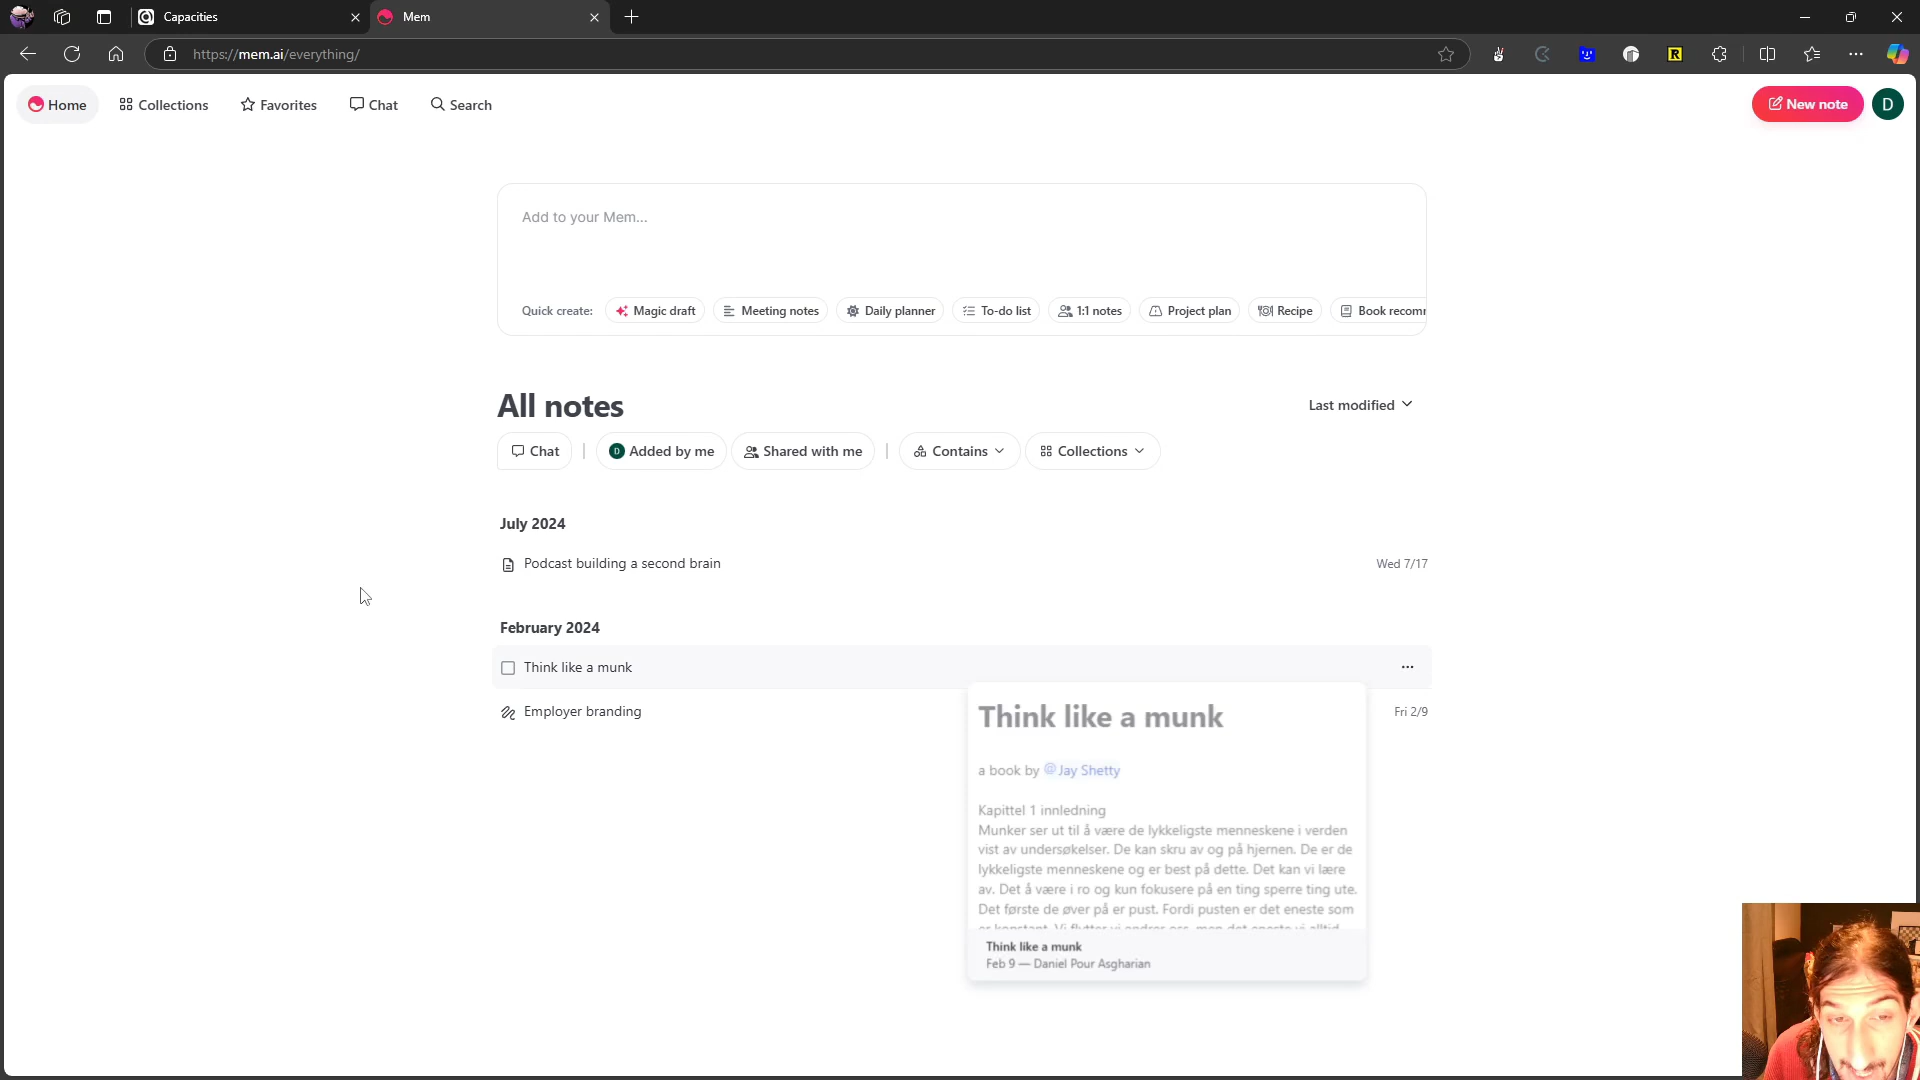 Capacities
Mem
https://mem.ai/everything/
Home
Collections
Favorites
Chat
Search
New note
D
Add to your Mem...
Quick create:
Magic draft
Meeting notes
Daily planner
To-do list
1:1 notes
Project plan
Recipe
Book recom
All notes
Last modified
Chat
D
Added by me
Shared with me
Contains
Collections
July 2024
Podcast building a second brain
Wed 7/17
February 2024
Think like a munk
Employer branding
Fri 2/9
Think like a munk
a book by @Jay Shetty
Kapittel 1 innledning
Munker ser ut til å være de lykkeligste menneskene i verden
vist av undersøkelser. De kan skru av og på hjernen. De er de
lykkeligste menneskene og er best på dette. Det kan vi lære
av. Det å være i ro og kun fokusere på en ting sperre ting ute.
Det første de øver på er pust. Fordi pusten er det eneste som
Think like a munk
Feb 9 — Daniel Pour Asgharian